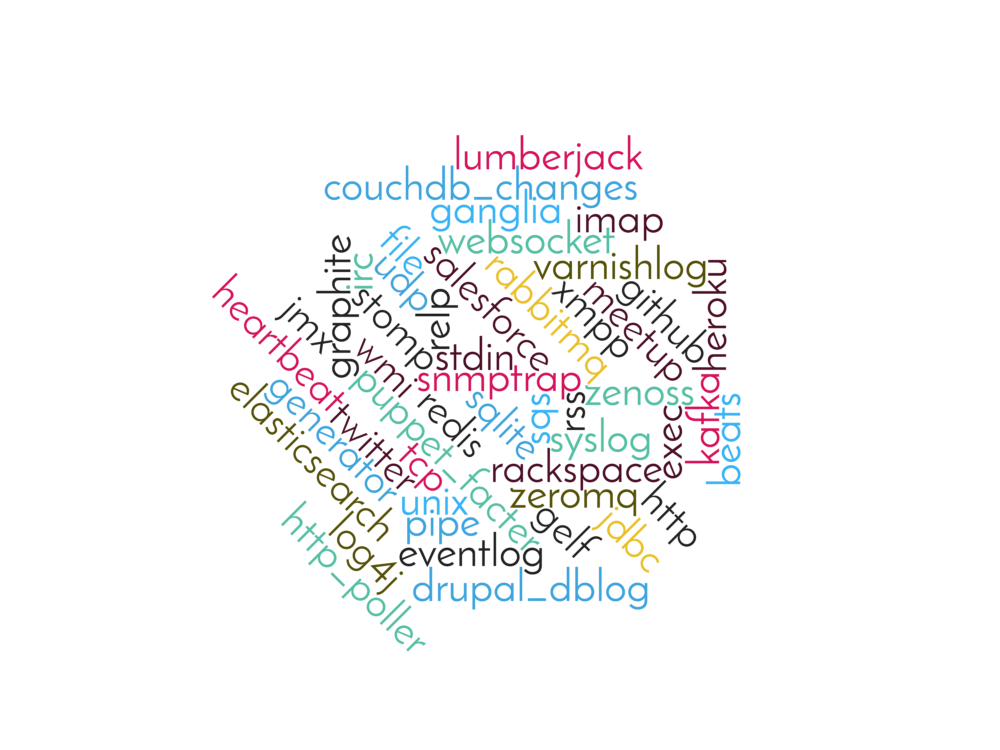 lumberjack
couchdb_changes
ganglia
imap
websocket
file
udp
irc
graphite
salesforce
rabbitmq
varnishlog
heroku
github
meetup
xmpp
heartbeat
jmx
stomp
relp
stdin
wmi
snmptrap
zenoss
elasticsearch
generator
twitter
puppet_facter
redis
sqlite
sqs
rss
exec
kafka
beats
syslog
tcp
rackspace
unix
zeromq
http
http_poller
log4j
pipe
gelf
jdbc
eventlog
drupal_dblog